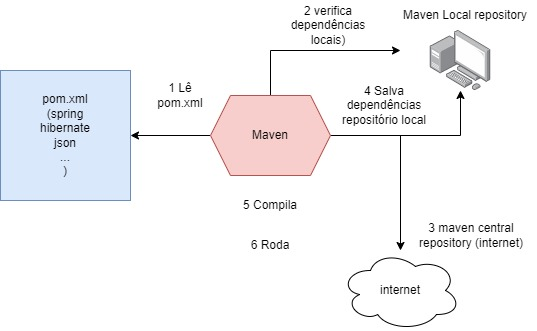 2 verifica
dependências
locais)
Maven Local repository
1 Lê
pom.xml
4 Salva
dependências
repositório local
pom.xml
(spring
hibernate
json
...
)
Maven
5 Compila
6 Roda
3 maven central
repository (internet)
internet